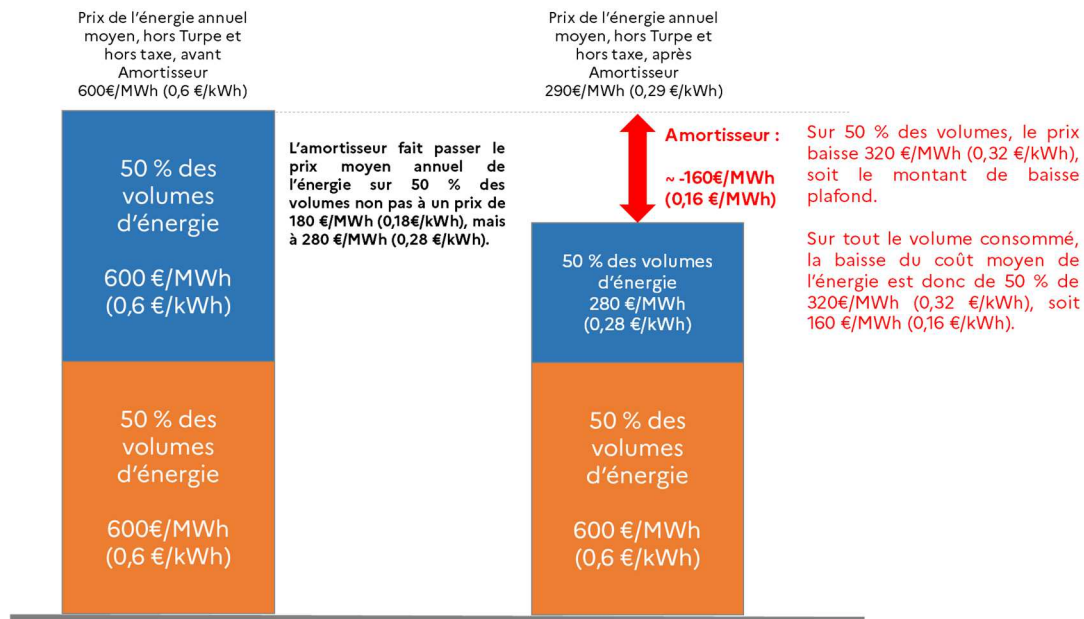 Prix de l’énergie annuel
moyen, hors Turpe et
hors taxe, avant
Amortisseur
600€/MWh (0,6 €/kWh)
50 % des
volumes
d’énergie
600 €/MWh
(0,6 €/kWh)
50 % des
volumes
d’énergie
600€/MWh
(0,6 €/kWh)
L’amortisseur fait passer le
prix moyen annuel de
l’énergie sur 50 % des
volumes non pas à un prix de
180 €/MWh (0,18€/kWh), mais
à 280 €/MWh (0,28 €/kWh).
Prix de l’énergie annuel
moyen, hors Turpe et
hors taxe, après
Amortisseur
290€/MWh (0,29 €/kWh)
50 % des volumes
d’énergie
280 €/MWh
(0,28 €/kWh)
50 % des
volumes
d’énergie
600 €/MWh
(0,6 €/kWh)
Amortisseur :
~ -160€/MWh
(0,16 €/MWh)
Sur 50 % des volumes, le prix
baisse 320 €/MWh (0,32 €/kWh),
soit le montant de baisse
plafond.
Sur tout le volume consommé,
la baisse du coût moyen de
l’énergie est donc de 50 % de
320€/MWh (0,32 €/kWh), soit
160 €/MWh (0,16 €/kWh).